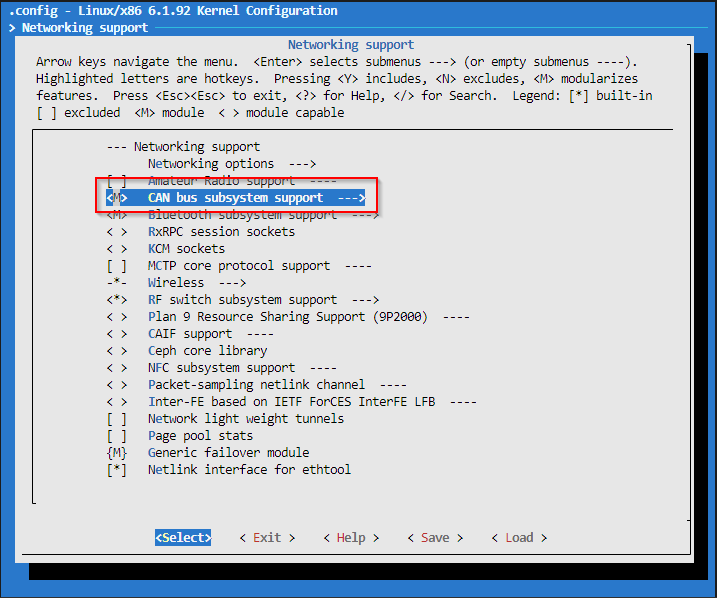 .config - Linux/x86 6.1.92 Kernel Configuration
> Networking support
Networking support
Arrow keys navigate the menu.  <Enter> selects submenus ---> (or empty submenus ----).
Highlighted letters are hotkeys.  Pressing <Y> includes, <N> excludes, <M> modularizes
features.  Press <Esc><Esc> to exit, <?> for Help, </> for Search.  Legend: [*] built-in
[ ] excluded  <M> module  < > module capable
--- Networking support
Networking options  --->
[ ]   Amateur Radio support  ----
<M>   CAN bus subsystem support  --->
<M>   Bluetooth subsystem support  --->
< >   RxRPC session sockets
< >   KCM sockets
[ ]   MCTP core protocol support  ----
-*-   Wireless  --->
<*>   RF switch subsystem support  --->
< >   Plan 9 Resource Sharing Support (9P2000)  ----
< >   CAIF support  ----
< >   Ceph core library
< >   NFC subsystem support  ----
< >   Packet-sampling netlink channel  ----
< >   Inter-FE based on IETF ForCES InterFE LFB  ----
[ ]   Network light weight tunnels
[ ]   Page pool stats
{M}   Generic failover module
[*]   Netlink interface for ethtool
<Select>    < Exit >    < Help >    < Save >    < Load >